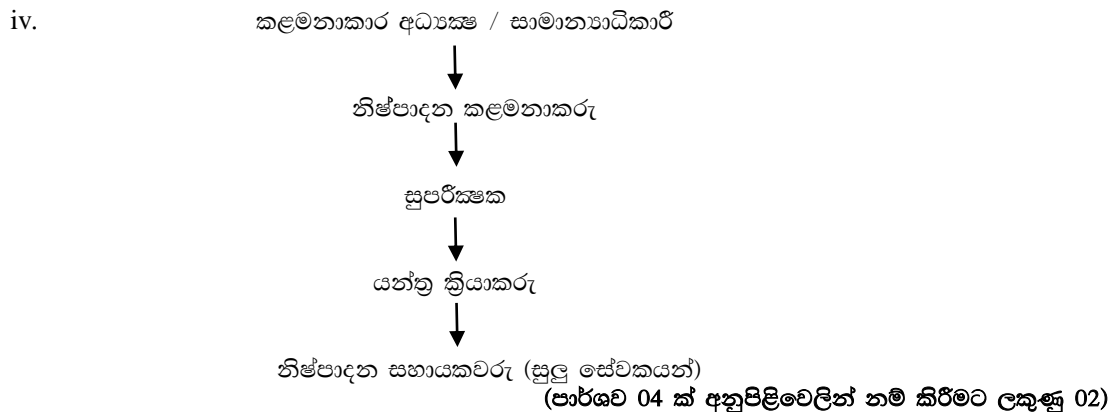 iv. කළමනාකාර අධ්‍යක්ෂ / සාමාන්‍යාධිකාරී
නිෂ්පාදන කළමනාකරු
සුපරීක්ෂක
යන්ත්‍ර ක්‍රියාකරු
නිෂ්පාදන සහායකවරු (සුලු සේවකයන්)
(පාර්ශව 04 ක් අනුපිළිවෙලින් නම් කිරීමට ලකුණු 02)